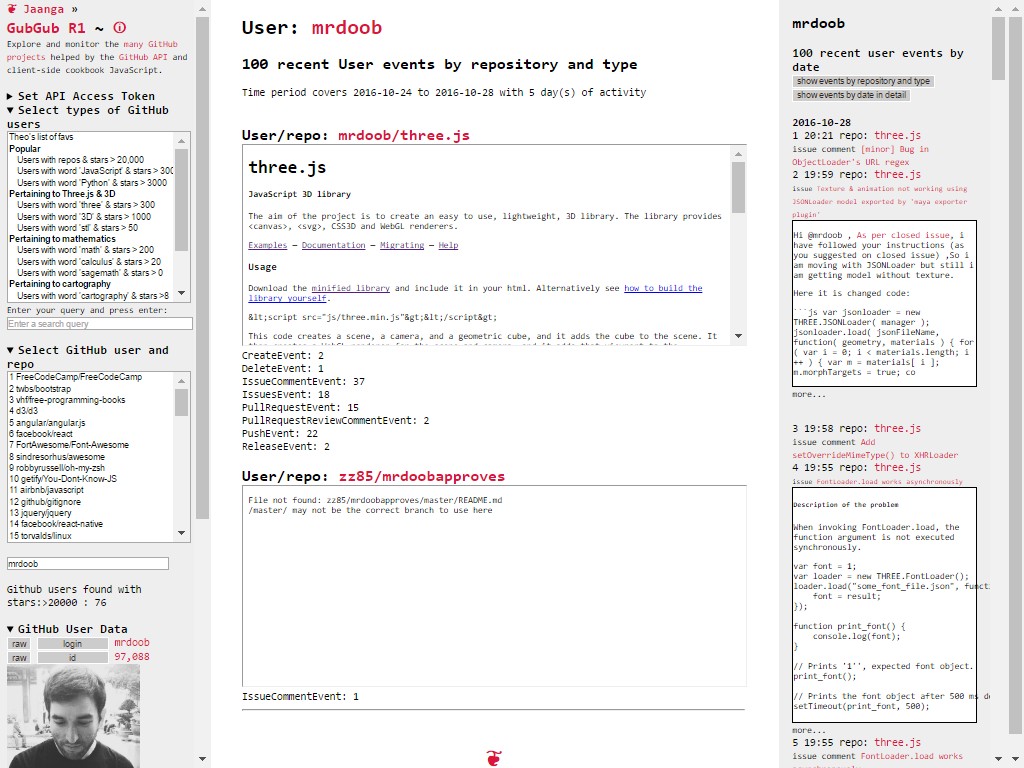 ❦ Jaanga »
GubGub R1 ~ ⓘ
Explore and monitor the many GitHub
projects helped by the GitHub API and
client-side cookbook JavaScript.
▶ Set API Access Token
▼ Select types of GitHub
users
Theo's list of favs
Popular
Users with repos & stars > 20,000
Users with word 'JavaScript' & stars > 300
Users with word 'Python' & stars > 3000
Pertaining to Three.js & 3D
Users with word 'three' & stars > 300
Users with word '3D' & stars > 1000
Users with word 'stl' & stars > 50
Pertaining to mathematics
Users with word 'math' & stars > 200
Users with word 'calculus' & stars > 20
Users with word 'sagemath' & stars > 0
Pertaining to cartography
Users with word 'cartography' & stars >8
Enter your query and press enter:
Enter a search query
▼ Select GitHub user and
repo
1 FreeCodeCamp/FreeCodeCamp
2 twbs/bootstrap
3 vhf/free-programming-books
4 d3/d3
5 angular/angular.js
6 facebook/react
7 FortAwesome/Font-Awesome
8 sindresorhus/awesome
9 robbyrussell/oh-my-zsh
10 getify/You-Dont-Know-JS
11 airbnb/javascript
12 github/gitignore
13 jquery/jquery
14 facebook/react-native
15 torvalds/linux
mrdoob
Github users found with
stars:>20000 : 76
▼ GitHub User Data
raw login mrdoob
raw id 97,088
User: mrdoob
100 recent User events by repository and type
Time period covers 2016-10-24 to 2016-10-28 with 5 day(s) of activity
User/repo: mrdoob/three.js
three.js
JavaScript 3D library
The aim of the project is to create an easy to use, lightweight, 3D library. The library provides
<canvas>, <svg>, CSS3D and WebGL renderers.
Examples — Documentation — Migrating — Help
Usage
Download the minified library and include it in your html. Alternatively see how to build the
library yourself.
&lt;script src="js/three.min.js"&gt;&lt;/script&gt;
This code creates a scene, a camera, and a geometric cube, and it adds the cube to the scene. It
CreateEvent: 2
DeleteEvent: 1
IssueCommentEvent: 37
IssuesEvent: 18
PullRequestEvent: 15
PullRequestReviewCommentEvent: 2
PushEvent: 22
ReleaseEvent: 2
User/repo: zz85/mrdoobapproves
File not found: zz85/mrdoobapproves/master/README.md
/master/ may not be the correct branch to use here
IssueCommentEvent: 1
❦
mrdoob
100 recent user events by
date
show events by repository and type
show events by date in detail
2016-10-28
1 20:21 repo: three.js
issue comment [minor] Bug in
ObjectLoader's URL regex
2 19:59 repo: three.js
issue Texture & animation not working using
JSONLoader model exported by 'maya exporter
plugin'
Hi @mrdoob , As per closed issue, i
have followed your instructions (as
you suggested on closed issue) ,So i
am moving with JSONLoader but still i
am getting model without texture.
Here it is changed code:
```js var jsonloader = new
THREE.JSONLoader( manager );
jsonloader.load( jsonFileName,
function( geometry, materials ) { for
( var i = 0; i < materials.length; i
++ ) { var m = materials[ i ];
m.morphTargets = true; co
more...
3 19:58 repo: three.js
issue comment Add
setOverrideMimeType() to XHRLoader
4 19:55 repo: three.js
issue FontLoader.load works asynchronously
Description of the problem
When invoking FontLoader.load, the
function argument is not executed
synchronously.
var font = 1;
var loader = new THREE.FontLoader();
loader.load("some_font_file.json", functi
font = result;
});
function print_font() {
console.log(font);
}
// Prints '1'', expected font object.
print_font();
// Prints the font object after 500 ms de
setTimeout(print_font, 500);
more...
5 19:55 repo: three.js
issue comment FontLoader.load works